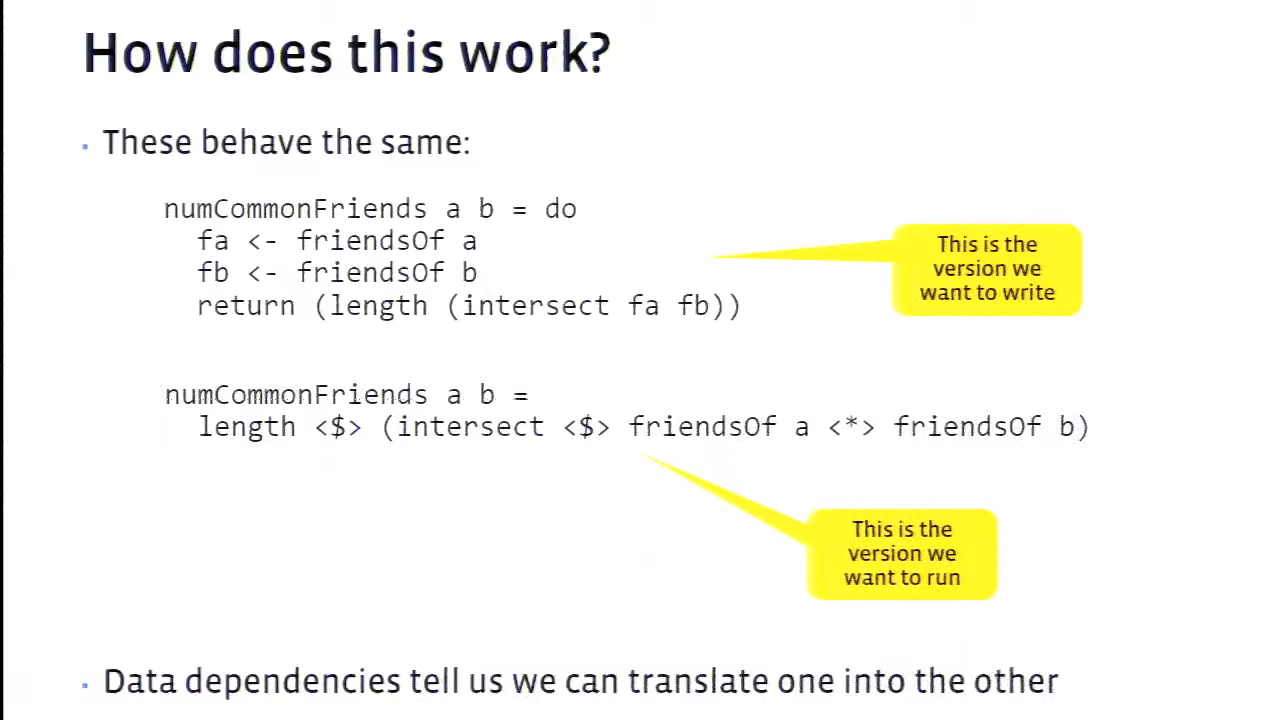 How does this work?
These behave the same:
numCommonFriends a b = do
fa <- friendsOf a
fb <- friendsOf b
return (length (intersect fa fb))
This is the
version we
want to write
numCommonFriends a b =
length <$> (intersect <$> friendsOf a <*> friendsOf b)
This is the
version we
want to run
Data dependencies tell us we can translate one into the other